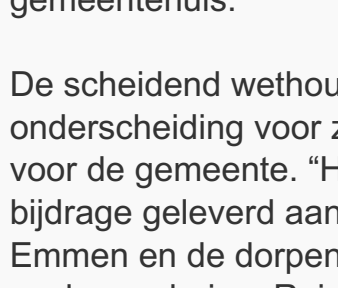 gemeentehuis.
De scheidend wethou
onderscheiding voor z
voor de gemeente. “H
bijdrage geleverd aan
Emmen en de dorpen